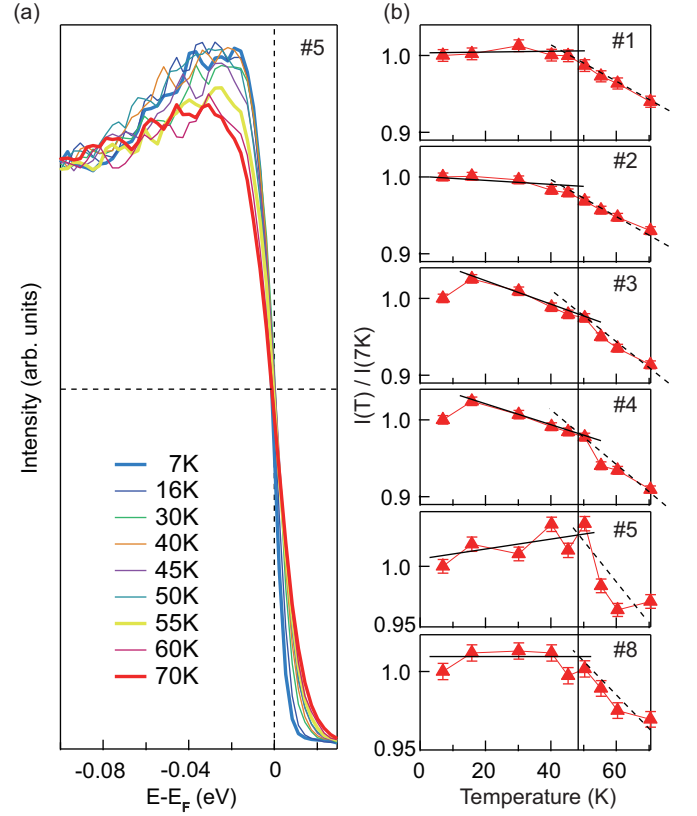 (a)
#5
Intensity (arb. units)
7K
16K
30K
40K
45K
50K
55K
60K
70K
-0.08
-0.04
0
E-E_F (eV)
(b)
#1
1.0
0.9
#2
1.0
0.9
#3
1.0
0.9
#4
1.0
0.9
#5
1.0
0.95
#8
1.0
0.95
I(T) / I(7K)
0
20
40
60
Temperature (K)